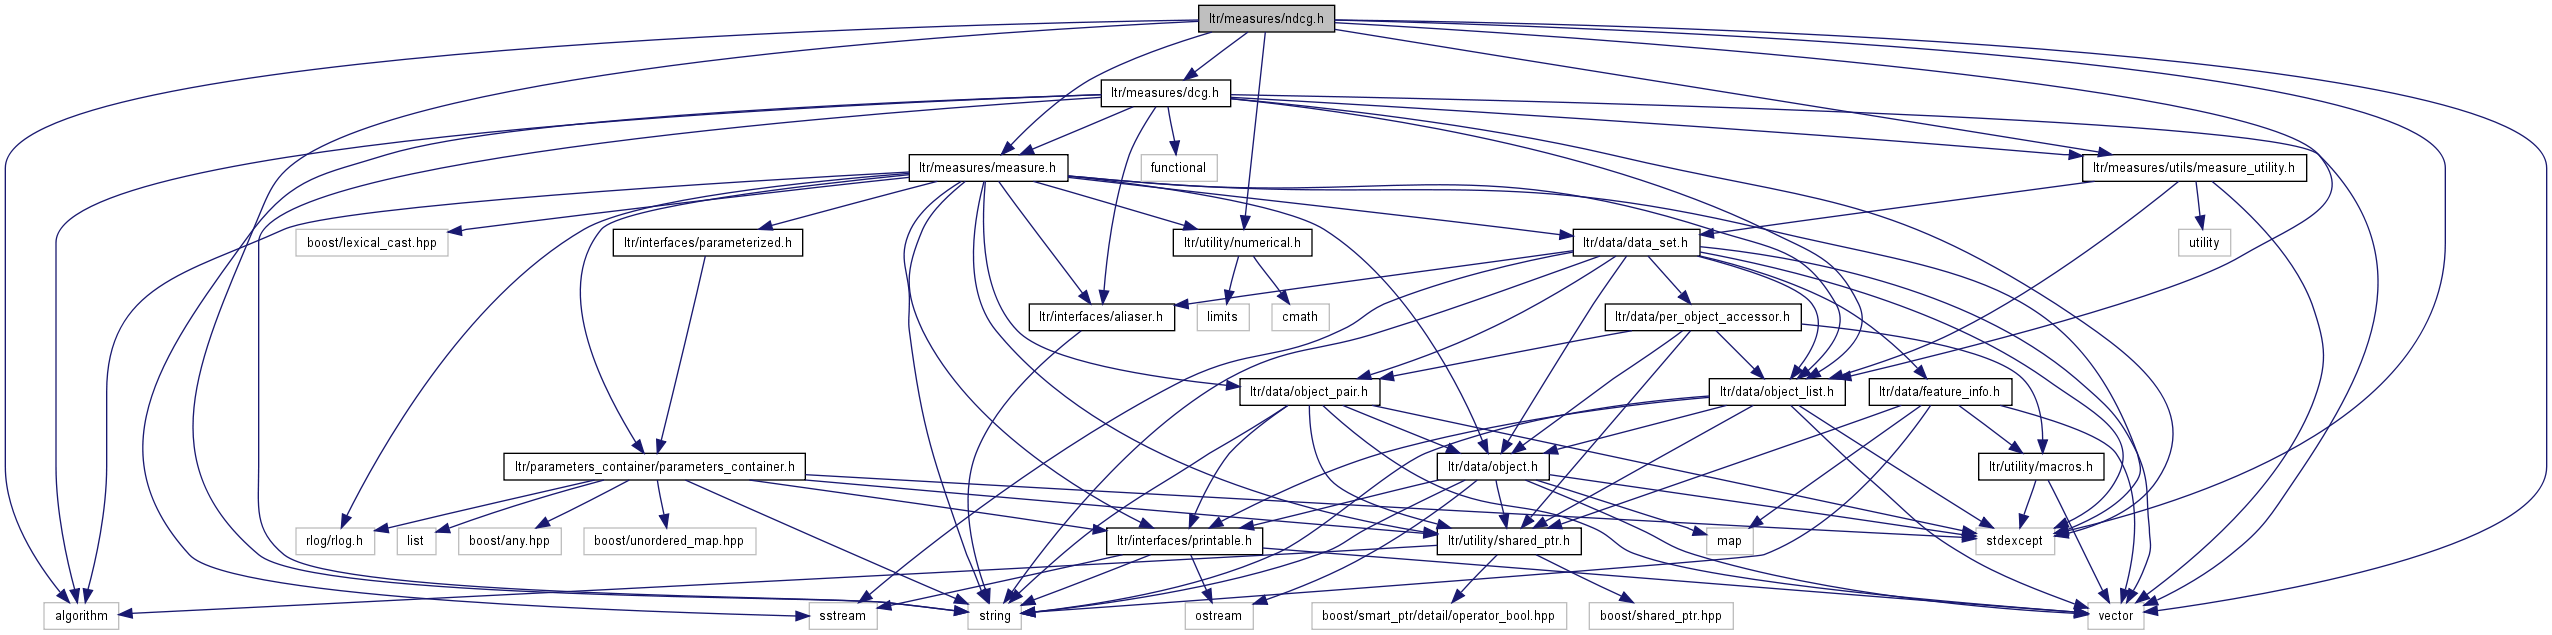 ltr/measures/ndcg.h
ltr/measures/dcg.h
ltr/measures/measure.h
functional
ltr/measures/utils/measure_utility.h
boost/lexical_cast.hpp
ltr/interfaces/parameterized.h
ltr/utility/numerical.h
ltr/data/data_set.h
utility
ltr/interfaces/aliaser.h
limits
cmath
ltr/data/per_object_accessor.h
ltr/data/object_pair.h
ltr/data/object_list.h
ltr/data/feature_info.h
ltr/parameters_container/parameters_container.h
ltr/data/object.h
ltr/utility/macros.h
rlog/rlog.h
list
boost/any.hpp
boost/unordered_map.hpp
ltr/interfaces/printable.h
ltr/utility/shared_ptr.h
map
stdexcept
algorithm
sstream
string
ostream
boost/smart_ptr/detail/operator_bool.hpp
boost/shared_ptr.hpp
vector